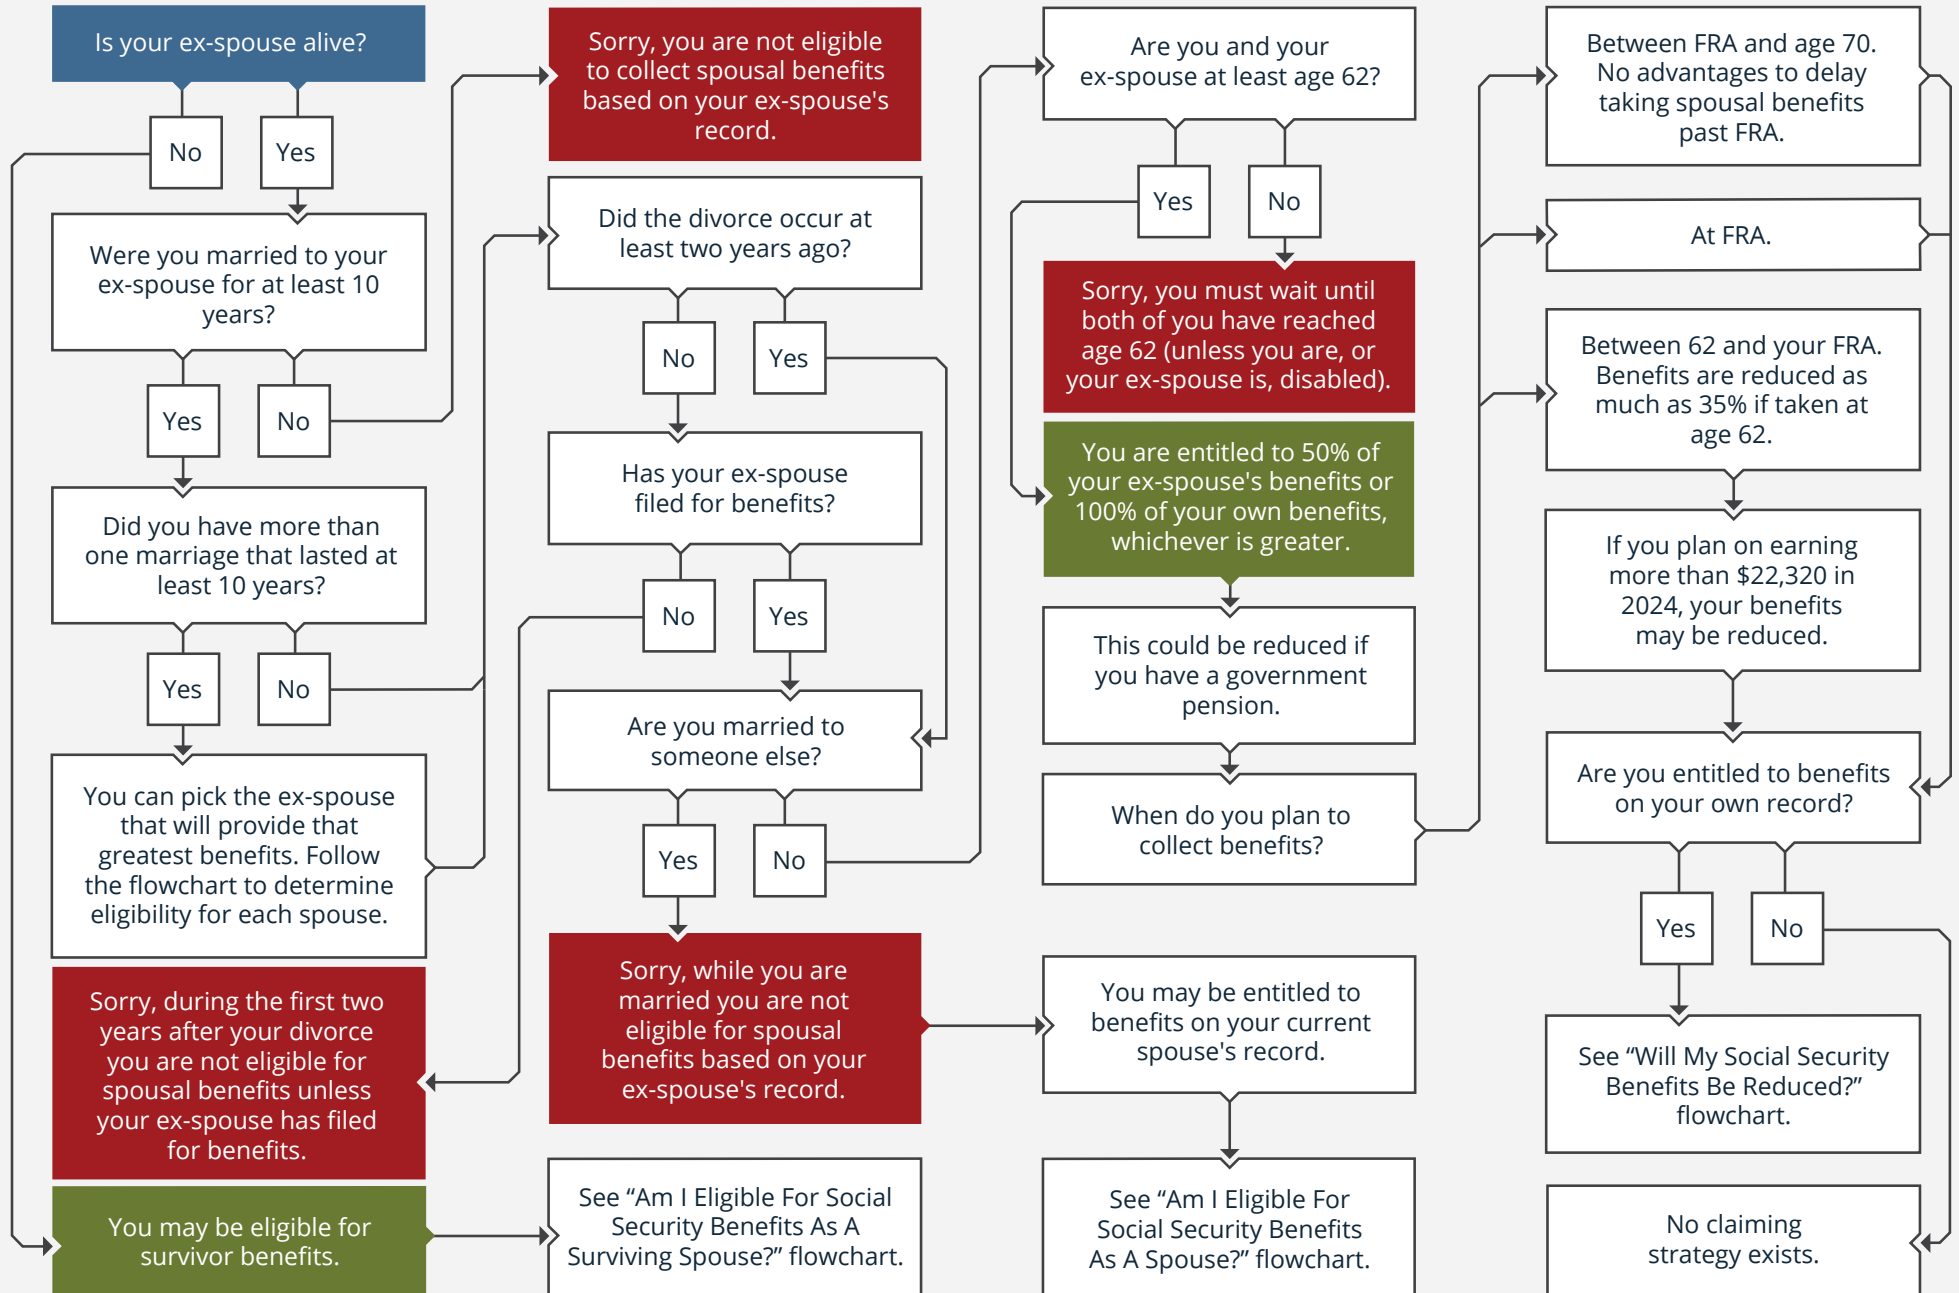 Is your ex-spouse alive?
No
Yes
Were you married to your
ex-spouse for at least 10
years?
Yes
No
Did you have more than
one marriage that lasted at
least 10 years?
Yes
No
You can pick the ex-spouse
that will provide that
greatest benefits. Follow
the flowchart to determine
eligibility for each spouse.
Sorry, during the first two
years after your divorce
you are not eligible for
spousal benefits unless
your ex-spouse has filed
for benefits.
You may be eligible for
survivor benefits.
Sorry, you are not eligible
to collect spousal benefits
based on your ex-spouse's
record.
Did the divorce occur at
least two years ago?
No
Yes
Has your ex-spouse
filed for benefits?
No
Yes
Are you married to
someone else?
Yes
No
Sorry, while you are
married you are not
eligible for spousal
benefits based on your
ex-spouse's record.
See “Am I Eligible For Social
Security Benefits As A
Surviving Spouse?” flowchart.
Are you and your
ex-spouse at least age 62?
Yes
No
Sorry, you must wait until
both of you have reached
age 62 (unless you are, or
your ex-spouse is, disabled).
You are entitled to 50% of
your ex-spouse's benefits or
100% of your own benefits,
whichever is greater.
This could be reduced if
you have a government
pension.
When do you plan to
collect benefits?
You may be entitled to
benefits on your current
spouse's record.
See “Am I Eligible For
Social Security Benefits
As A Spouse?” flowchart.
Between FRA and age 70.
No advantages to delay
taking spousal benefits
past FRA.
At FRA.
Between 62 and your FRA.
Benefits are reduced as
much as 35% if taken at
age 62.
If you plan on earning
more than $22,320 in
2024, your benefits
may be reduced.
Are you entitled to benefits
on your own record?
Yes
No
See “Will My Social Security
Benefits Be Reduced?”
flowchart.
No claiming
strategy exists.